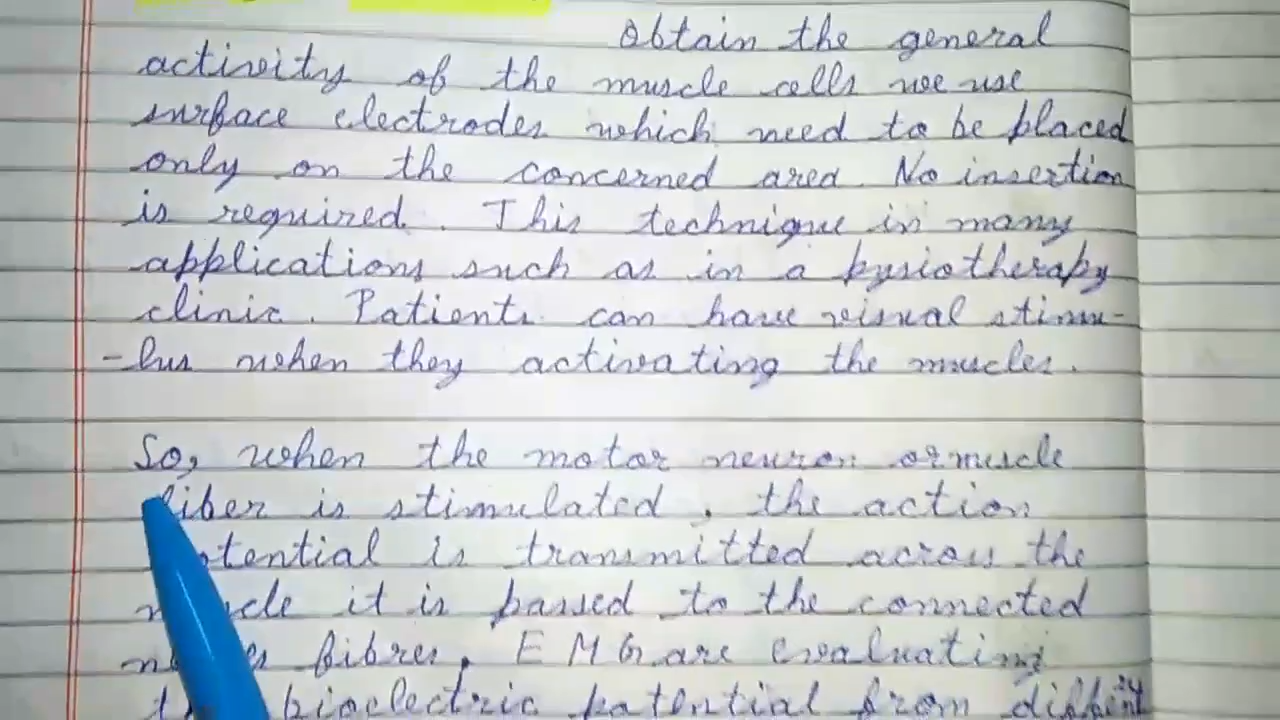 Obtain the general
activity of the muscle cells we use
surface electrodes which need to be placed
only on the concerned area. No insertion
is required. This technique in many
applications such as in a pysiotherapy
clinic. Patients can have visual stimu-
-lus when they activating the muscles.
So, when the motor neuron or muscle
fiber is stimulated, the action
potential is transmitted across the
it is passed to the connected
fibres. EMG are evaluating
bioelectric potential from